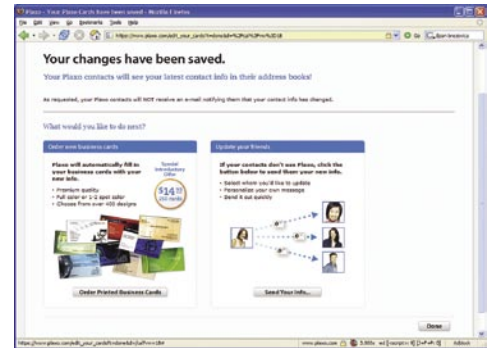 Plaxo - Your Plaxo Cards have been saved - Mozilla Firefox
File Edit View Go Bookmarks Tools Help
Go
Your changes have been saved.
Your Plaxo contacts will see your latest contact info in their address books!
As requested, your Plaxo contacts will NOT receive an e-mail notifying them that your contact info has changed.
What would you like to do next?
Order new business cards
Plaxo will automatically fill in
your business cards with your
new info.
• Premium quality
• Full color or 1-2 spot color
• Choose from over 400 designs
Special
Introductory
Offer
250 cards
Order Printed Business Cards
Update your friends
If your contacts don't use Plaxo, click the
button below to send them your new info.
• Select whom you'd like to update
• Personalize your own message
• Send it out quickly
Send Your Info...
Done
www.plaxo.com
Adblock